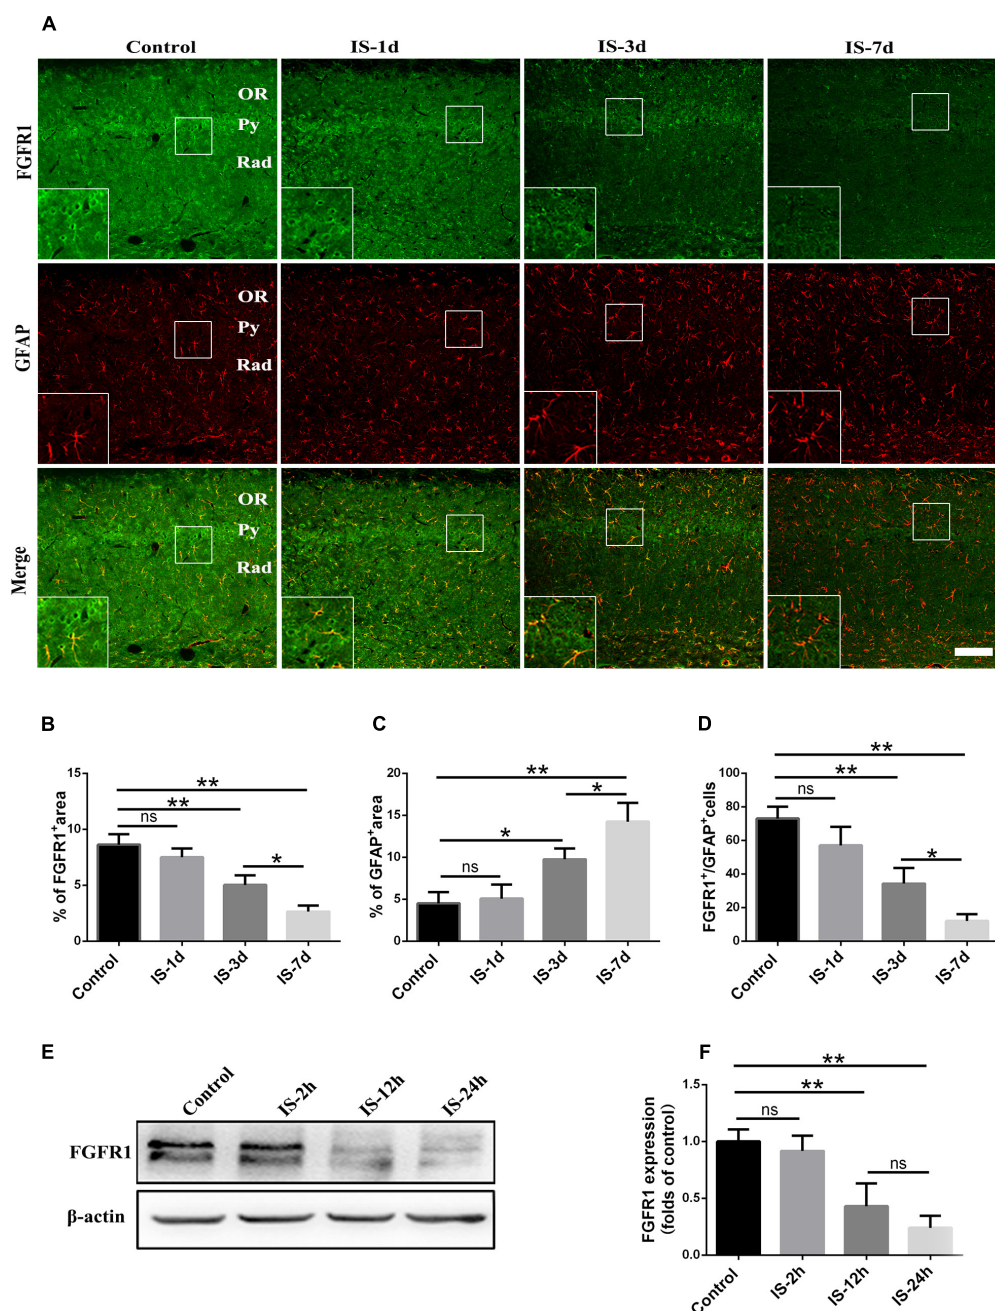 A
Control IS-1d IS-3d IS-7d
FGFR1
OR
Py
Rad
GFAP
OR
Py
Rad
Merge
OR
Py
Rad
B
% of FGFR1+area
15
10
5
0
ns
**
**
*
Control IS-1d IS-3d IS-7d
C
% of GFAP+area
20
15
10
5
0
ns
*
**
*
Control IS-1d IS-3d IS-7d
D
FGFR1+/GFAP+cells
100
80
60
40
20
0
ns
**
**
*
Control IS-1d IS-3d IS-7d
E
Control IS-2h IS-12h IS-24h
FGFR1
β-actin
F
FGFR1 expression
(folds of control)
1.5
1.0
0.5
0.0
ns
**
**
ns
Control IS-2h IS-12h IS-24h